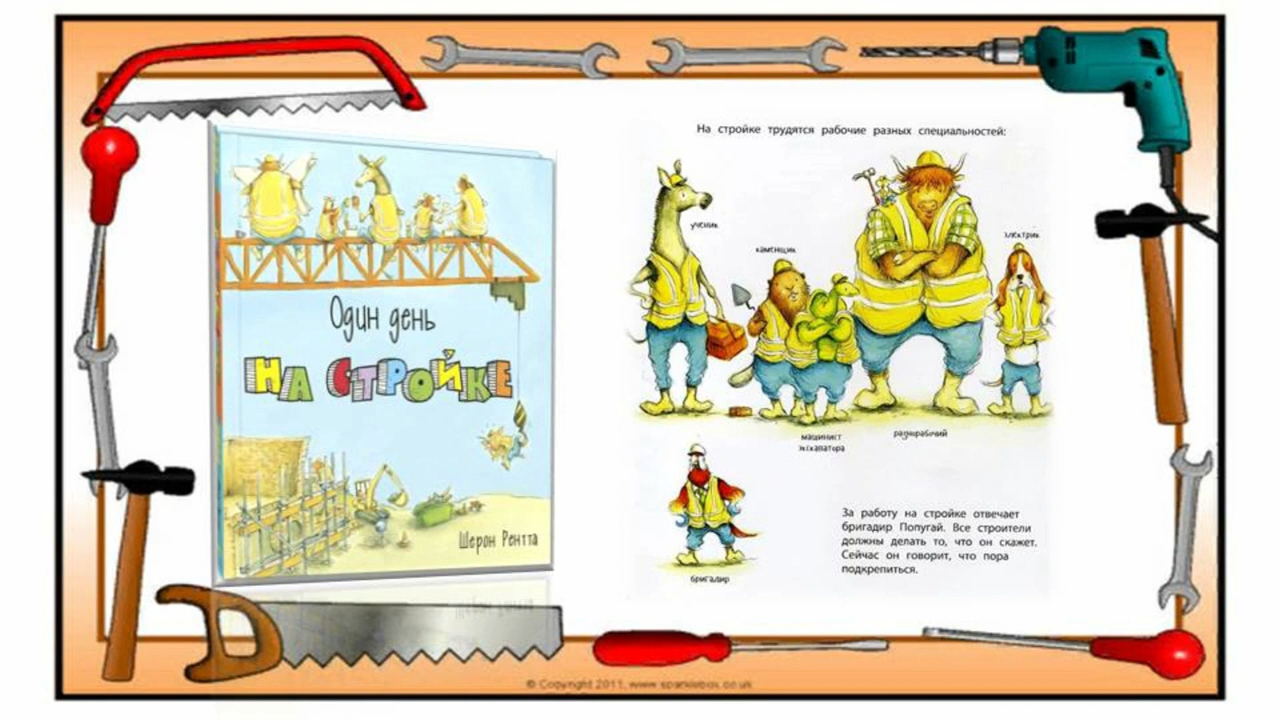 Один день
НА СТРОЙКЕ
Шерон Рентта
На стройке трудятся рабочие разных специальностей:
ученик
каменщик
электрик
машинист
экскаватора
разнорабочий
бригадир
За работу на стройке отвечает
бригадир Попугай. Все строители
должны делать то, что он скажет.
Сейчас он говорит, что пора
подкрепиться.
© Copyright 2011, www.sparklebox.co.uk